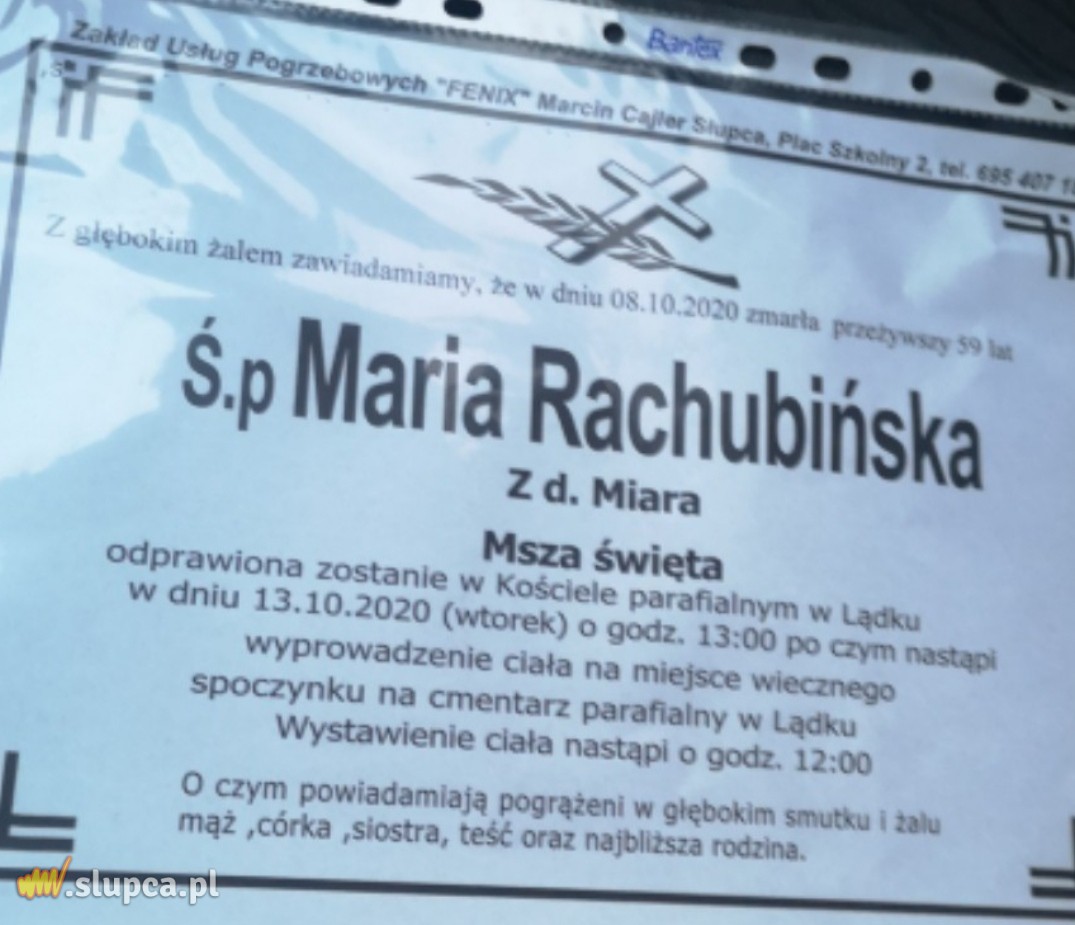 Bantex
Zakład Usług Pogrzebowych "FENIX" Marcin Cajler Słupca, Plac Szkolny 2, tel. 695 407
Z głębokim żalem zawiadamiamy, że w dniu 08.10.2020 zmarła przeżywszy 59 lat
Ś.p Maria Rachubińska
Z d. Miara
Msza święta
odprawiona zostanie w Kościele parafialnym w Lądku
w dniu 13.10.2020 (wtorek) o godz. 13:00 po czym nastąpi
wyprowadzenie ciała na miejsce wiecznego
spoczynku na cmentarz parafialny w Lądku
Wystawienie ciała nastąpi o godz. 12:00
O czym powiadamiają pogrążeni w głębokim smutku i żalu
mąż ,córka ,siostra, teść oraz najbliższa rodzina.
www.slupca.pl